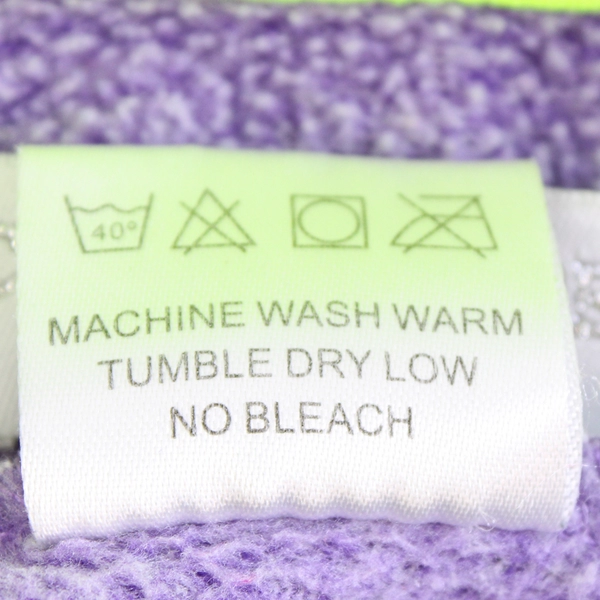 40°
MACHINE WASH WARM
TUMBLE DRY LOW
NO BLEACH